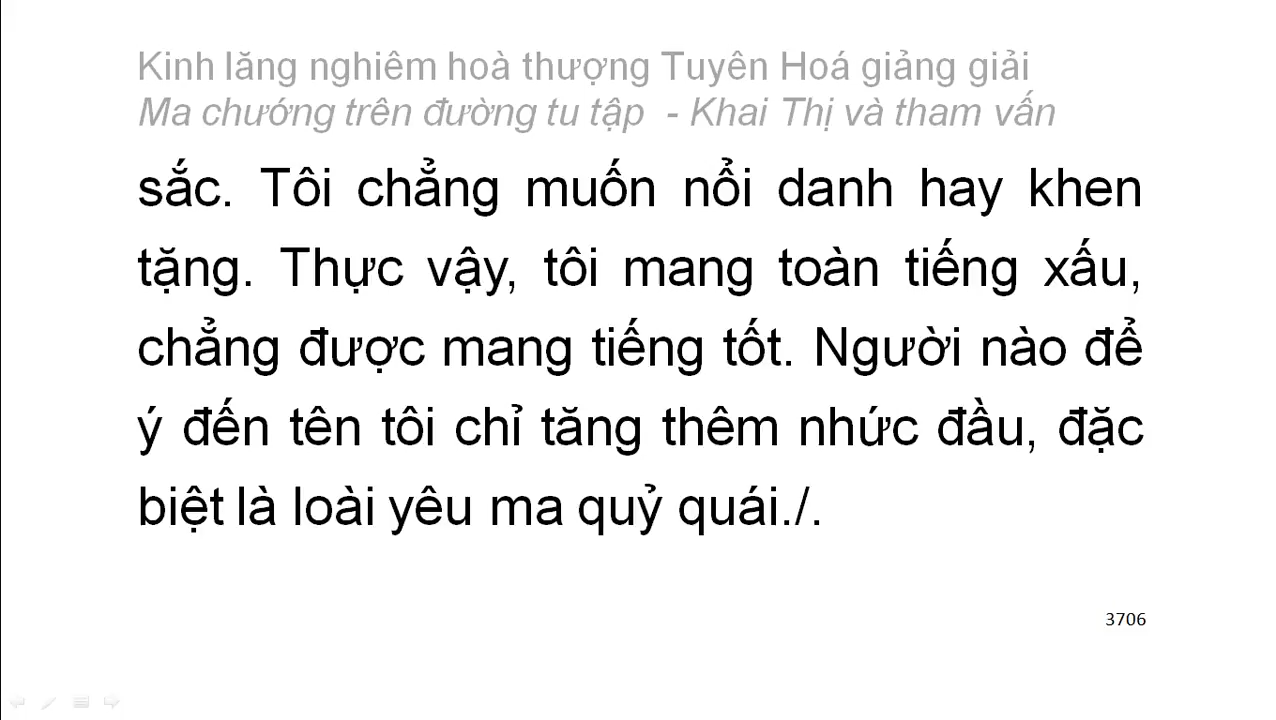 Kinh lăng nghiêm hoà thượng Tuyên Hoá giảng giải
Ma chướng trên đường tu tập - Khai Thị và tham vấn
sắc. Tôi chẳng muốn nổi danh hay khen
tặng. Thực vậy, tôi mang toàn tiếng xấu,
chẳng được mang tiếng tốt. Người nào để
ý đến tên tôi chỉ tăng thêm nhức đầu, đặc
biệt là loài yêu ma quỷ quái./.
3706